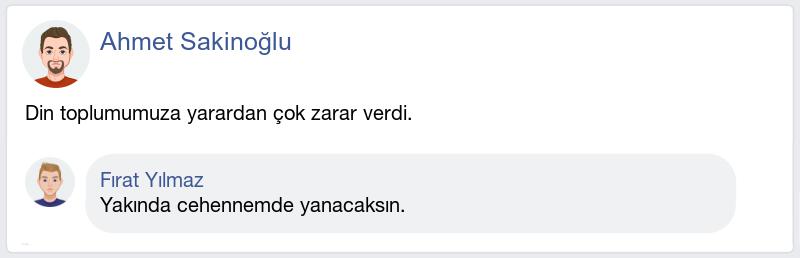 Ahmet Sakinoğlu
Din toplumumuza yarardan çok zarar verdi.
Fırat Yılmaz
Yakında cehennemde yanacaksın.